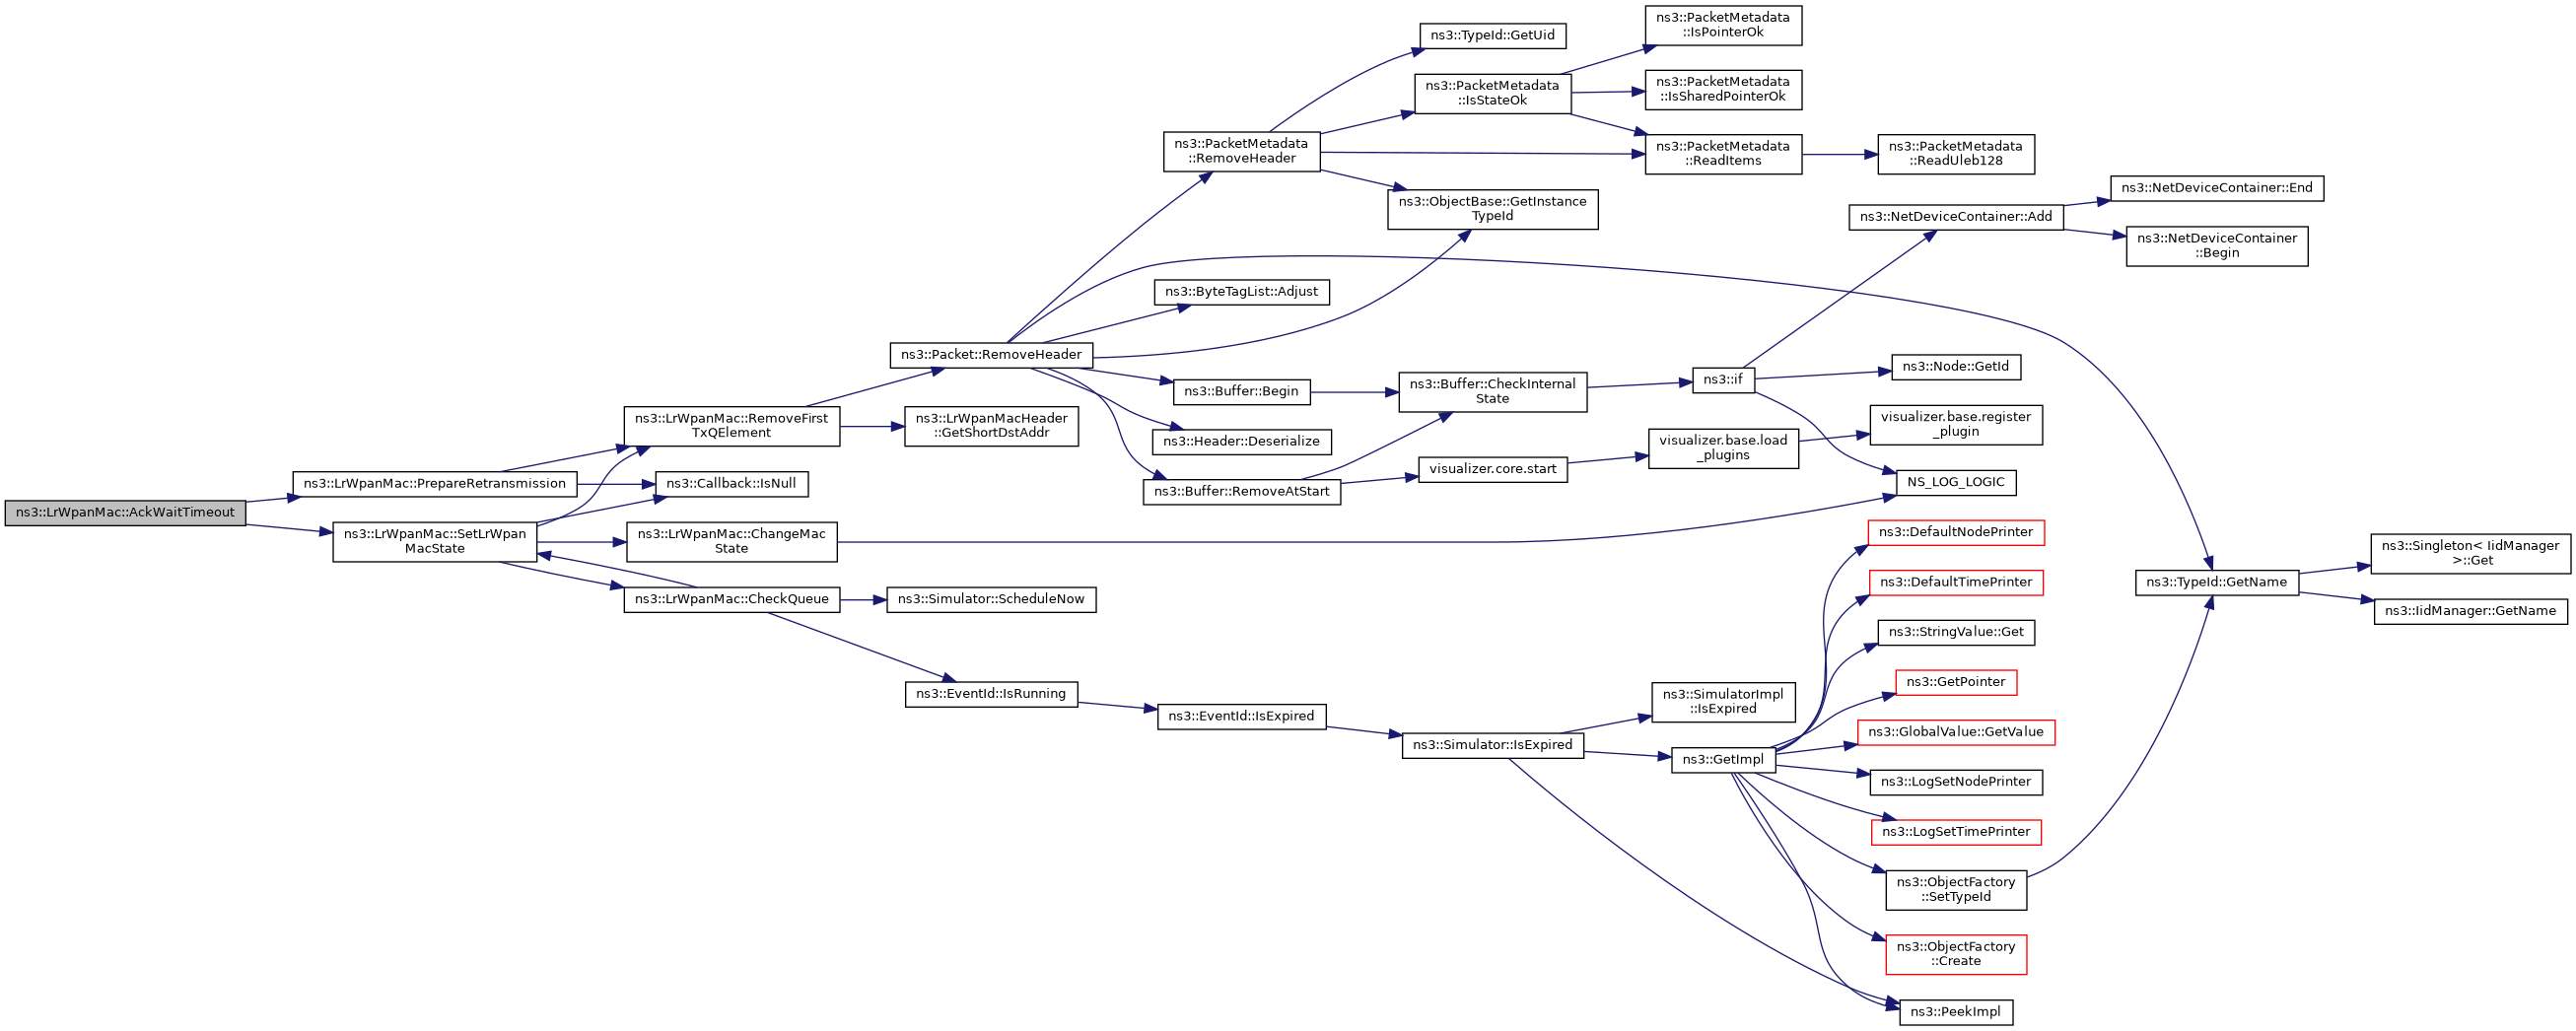 ns3::LrWpanMac::AckWaitTimeout
ns3::LrWpanMac::PrepareRetransmission
ns3::LrWpanMac::SetLrWpan
MacState
ns3::LrWpanMac::RemoveFirst
TxQElement
ns3::Callback::IsNull
ns3::LrWpanMac::ChangeMac
State
ns3::LrWpanMac::CheckQueue
ns3::Packet::RemoveHeader
ns3::LrWpanMacHeader
::GetShortDstAddr
ns3::Simulator::ScheduleNow
ns3::EventId::IsRunning
ns3::PacketMetadata
::RemoveHeader
ns3::ByteTagList::Adjust
ns3::Buffer::Begin
ns3::Header::Deserialize
ns3::Buffer::RemoveAtStart
ns3::EventId::IsExpired
ns3::TypeId::GetUid
ns3::PacketMetadata
::IsStateOk
ns3::ObjectBase::GetInstance
TypeId
ns3::Buffer::CheckInternal
State
visualizer.core.start
ns3::Simulator::IsExpired
ns3::PacketMetadata
::IsPointerOk
ns3::PacketMetadata
::IsSharedPointerOk
ns3::PacketMetadata
::ReadItems
ns3::if
visualizer.base.load
_plugins
ns3::SimulatorImpl
::IsExpired
ns3::GetImpl
ns3::PacketMetadata
::ReadUleb128
ns3::NetDeviceContainer::Add
ns3::Node::GetId
visualizer.base.register
_plugin
NS_LOG_LOGIC
ns3::DefaultNodePrinter
ns3::DefaultTimePrinter
ns3::StringValue::Get
ns3::GetPointer
ns3::GlobalValue::GetValue
ns3::LogSetNodePrinter
ns3::LogSetTimePrinter
ns3::ObjectFactory
::SetTypeId
ns3::ObjectFactory
::Create
ns3::PeekImpl
ns3::NetDeviceContainer::End
ns3::NetDeviceContainer
::Begin
ns3::TypeId::GetName
ns3::Singleton< IidManager
>::Get
ns3::IidManager::GetName